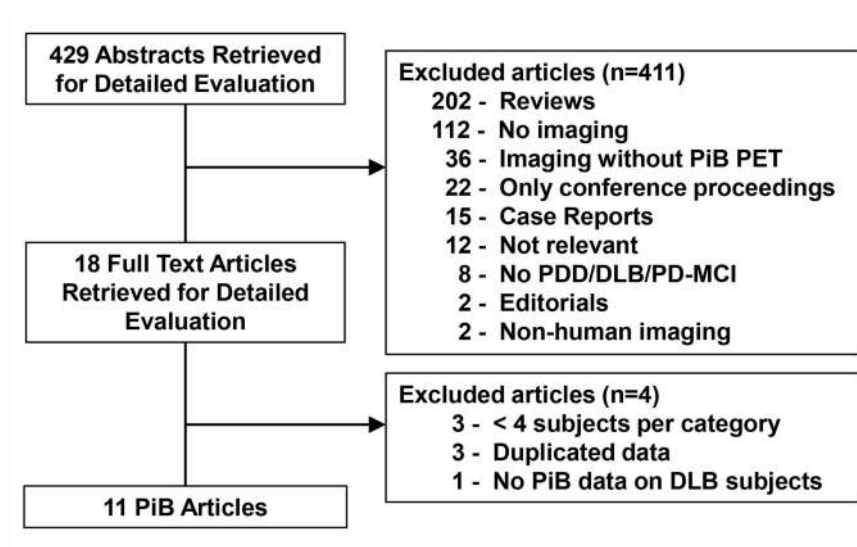 429 Abstracts Retrieved
for Detailed Evaluation
Excluded articles (n=411)
202 - Reviews
112 - No imaging
36 - Imaging without PiB PET
22 - Only conference proceedings
15 - Case Reports
12 - Not relevant
8 - No PDD/DLB/PD-MCI
2 - Editorials
2 - Non-human imaging
18 Full Text Articles
Retrieved for Detailed
Evaluation
Excluded articles (n=4)
3 - < 4 subjects per category
3 - Duplicated data
1 - No PiB data on DLB subjects
11 PiB Articles